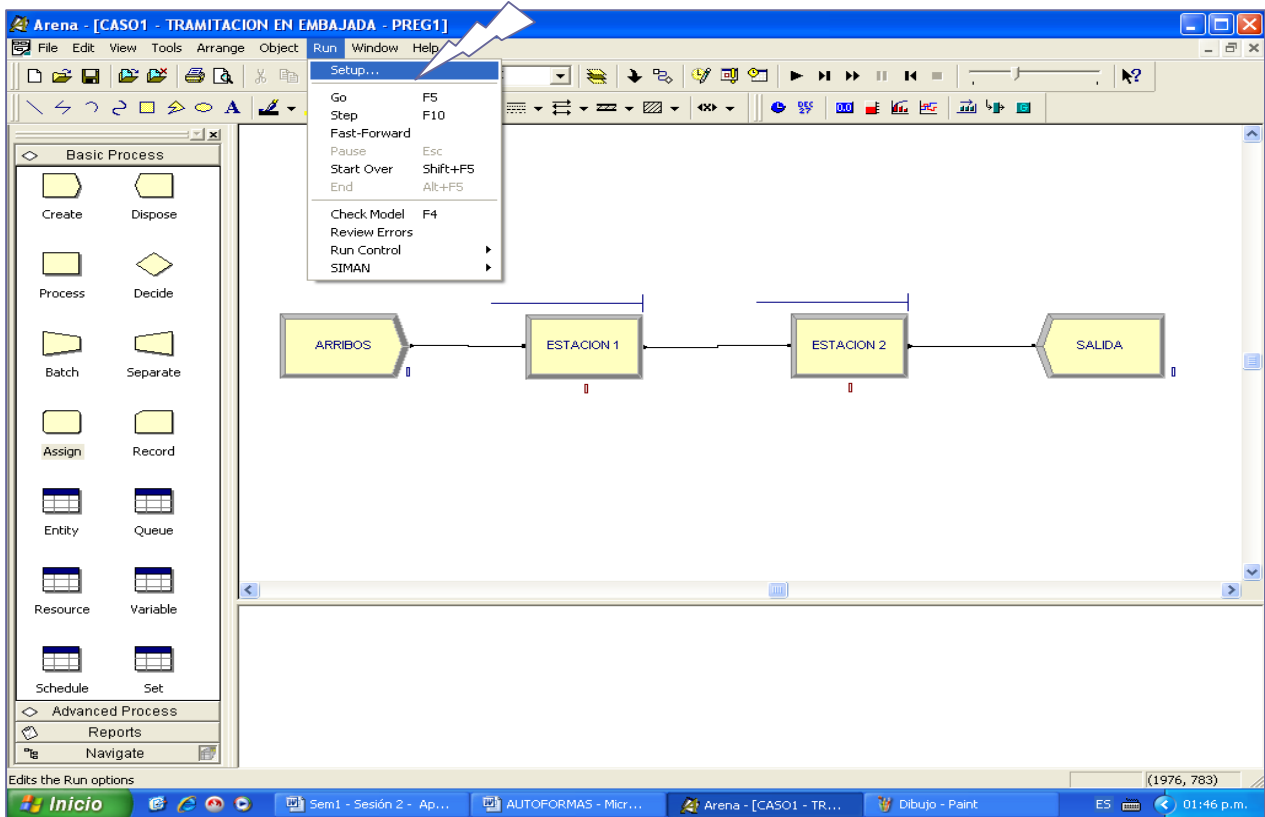 Arena - [CASO1 - TRAMITACION EN EMBAJADA - PREG1]
File Edit View Tools Arrange Object Run Window Help
Setup...
Go F5
Step F10
Fast-Forward
Pause Esc
Start Over Shift+F5
End Alt+F5
Check Model F4
Review Errors
Run Control
SIMAN
Basic Process
Create Dispose
Process Decide
Batch Separate
Assign Record
Entity Queue
Resource Variable
Schedule Set
Advanced Process
Reports
Navigate
ARRIBOS
ESTACION 1
ESTACION 2
SALIDA
Edits the Run options
(1976, 783)
Inicio
Sem1 - Sesión 2 - Ap...
AUTOFORMAS - Micr...
Arena - [CASO1 - TR...
Dibujo - Paint
ES
01:46 p.m.